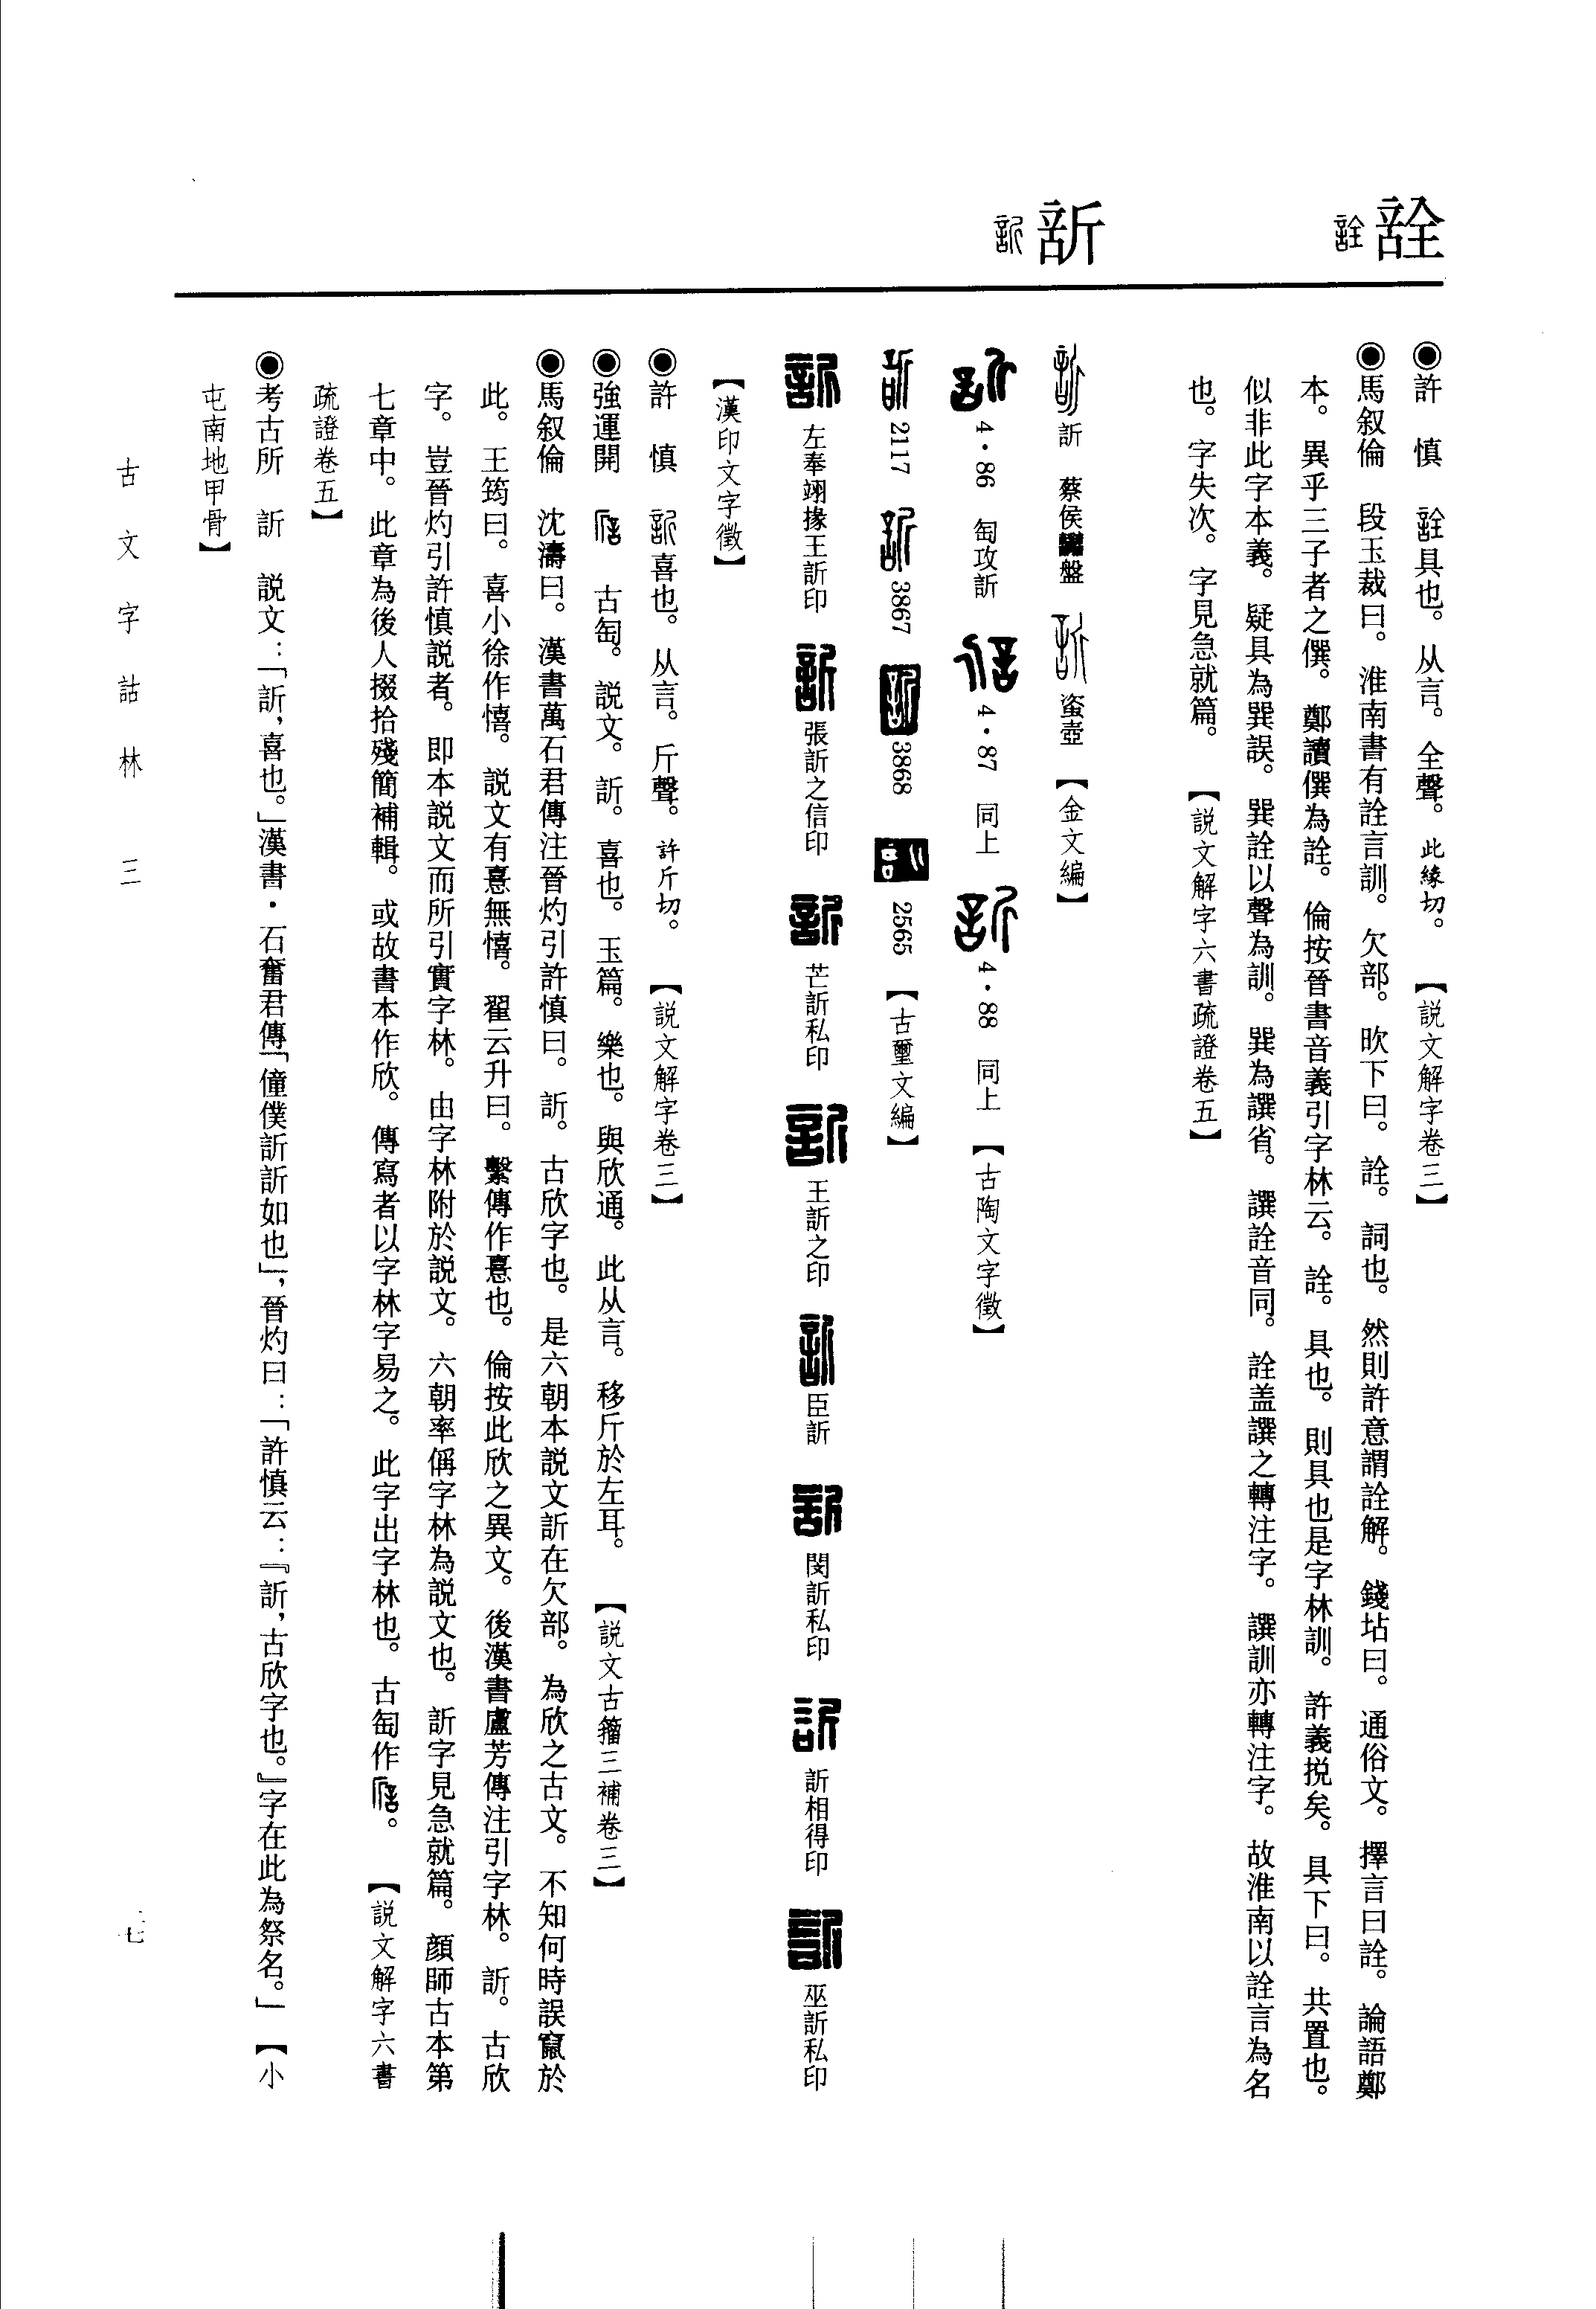 詮 詮
訢 訢
◉許　慎　詮具也。从言。全聲。此緣切。【説文解字卷三】
◉馬叙倫　段玉裁曰。淮南書有詮言訓。欠部。欥下曰。詮。詞也。然則許意謂詮解。錢坫曰。通俗文。擇言曰詮。論語鄭
本。異乎三子者之僎。鄭讀僎為詮。倫按晉書音義引字林云。詮。具也。則具也是字林訓。許義挩矣。具下曰。共置也。
似非此字本義。疑具為巽誤。巽詮以聲為訓。巽為譔省。譔詮音同。詮盖譔之轉注字。譔訓亦轉注字。故淮南以詮言為名
也。字失次。字見急就篇。【説文解字六書疏證卷五】
訢　蔡侯盤　䇓壺【金文編】
4·86　匋攻訢　4·87　同上　4·88　同上【古陶文字徵】
2117　3867　3868　2565【古璽文編】
左奉翊掾王訢印　張訢之信印　芒訢私印　王訢之印　臣訢　閔訢私印　訢相得印　巫訢私印
【漢印文字徵】
◉許　慎　訢喜也。从言。斤聲。許斤切。【説文解字卷三】
◉強運開　古匋。説文。訢。喜也。玉篇。樂也。與欣通。此从言。移斤於左耳。【説文古籀三補卷三】
◉馬叙倫　沈濤曰。漢書萬石君傳注晉灼引許慎曰。訢。古欣字也。是六朝本説文訢在欠部。為欣之古文。不知何時誤竄於
此。王筠曰。喜小徐作憘。説文有憙無憘。翟云升曰。繫傳作憙也。倫按此欣之異文。後漢書盧芳傳注引字林。訢。古欣
字。豈晉灼引許慎説者。即本説文而所引實字林。由字林附於説文。六朝率偁字林為説文也。訢字見急就篇。顏師古本第
七章中。此章為後人掇拾殘簡補輯。或故書本作欣。傳寫者以字林字易之。此字出字林也。古匋作。【説文解字六書
疏證卷五】
◉考古所　訢　説文：「訢，喜也。」漢書·石奮君傳「僮僕訢訢如也」，晉灼曰：「許慎云：『訢，古欣字也。』字在此為祭名。」【小
屯南地甲骨】
古文字詁林　三
七